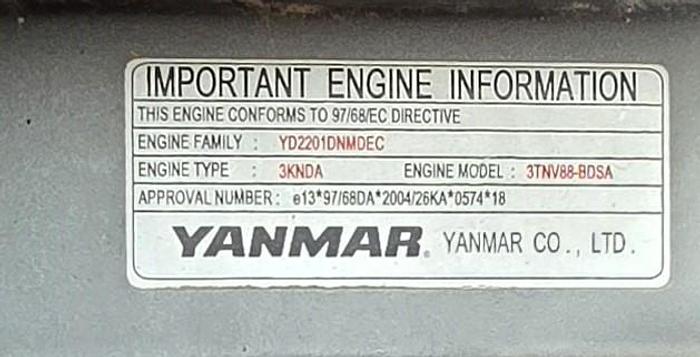 IMPORTANT ENGINE INFORMATION
THIS ENGINE CONFORMS TO 97/68/EC DIRECTIVE
ENGINE FAMILY : YD2201DNMDEC
ENGINE TYPE : 3KNDA ENGINE MODEL : 3TNV88-BDSA
APPROVAL NUMBER : e13*97/68DA*2004/26KA*0574*18
YANMAR® YANMAR CO., LTD.